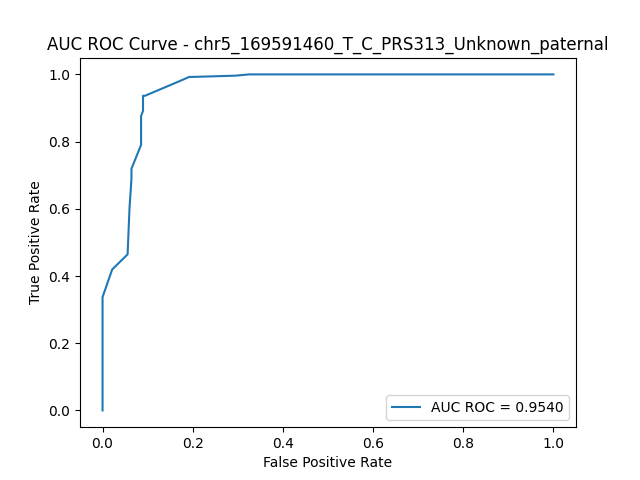 AUC ROC Curve - chr5_169591460_T_C_PRS313_Unknown_paternal
1.0
0.8
0.6
0.4
0.2
0.0
True Positive Rate
AUC ROC = 0.9540
0.0 0.2 0.4 0.6 0.8 1.0
False Positive Rate